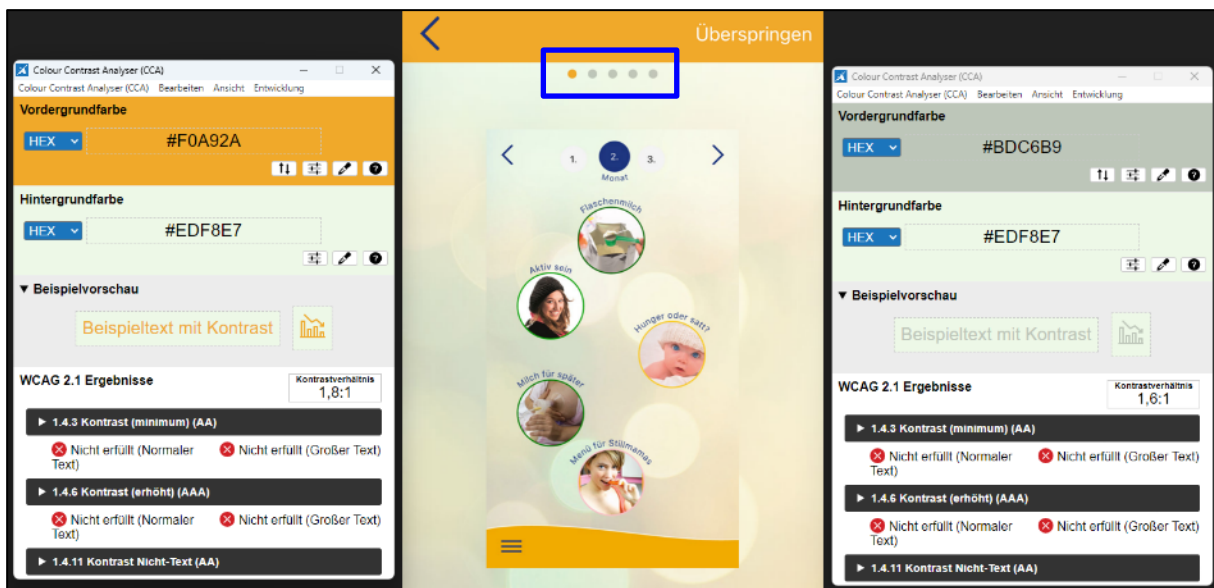 Colour Contrast Analyser (CCA)
Colour Contrast Analyser (CCA) Bearbeiten Ansicht Entwicklung
Vordergrundfarbe
HEX #F0A92A
Hintergrundfarbe
HEX #EDF8E7
▼ Beispielvorschau
Beispieltext mit Kontrast
WCAG 2.1 Ergebnisse
Kontrastverhältnis
1,8:1
▶ 1.4.3 Kontrast (minimum) (AA)
Nicht erfüllt (Normaler Text)
Nicht erfüllt (Großer Text)
▶ 1.4.6 Kontrast (erhöht) (AAA)
Nicht erfüllt (Normaler Text)
Nicht erfüllt (Großer Text)
▶ 1.4.11 Kontrast Nicht-Text (AA)
Überspringen
1. 2. 3.
Monat
Flaschenmilch
Aktiv sein
Hunger oder satt?
Milch für später
Menü für Stillmamas
Colour Contrast Analyser (CCA)
Colour Contrast Analyser (CCA) Bearbeiten Ansicht Entwicklung
Vordergrundfarbe
HEX #BDC6B9
Hintergrundfarbe
HEX #EDF8E7
▼ Beispielvorschau
Beispieltext mit Kontrast
WCAG 2.1 Ergebnisse
Kontrastverhältnis
1,6:1
▶ 1.4.3 Kontrast (minimum) (AA)
Nicht erfüllt (Normaler Text)
Nicht erfüllt (Großer Text)
▶ 1.4.6 Kontrast (erhöht) (AAA)
Nicht erfüllt (Normaler Text)
Nicht erfüllt (Großer Text)
▶ 1.4.11 Kontrast Nicht-Text (AA)